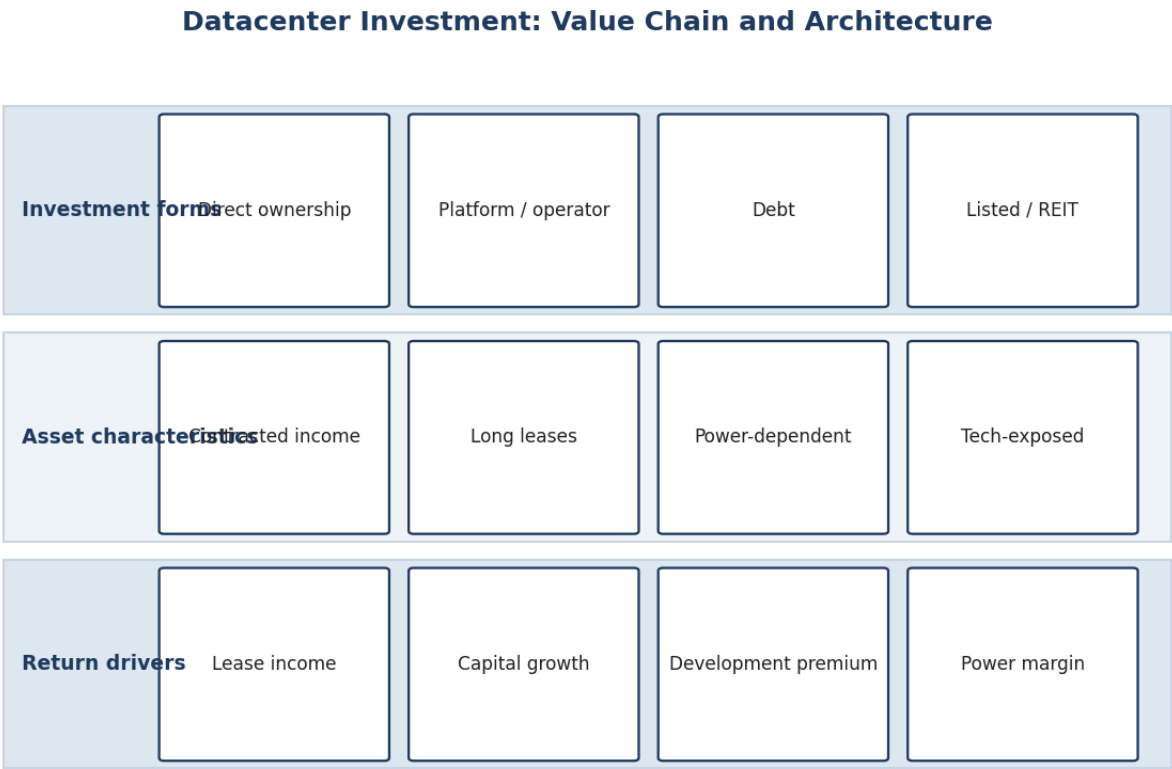 Datacenter Investment: Value Chain and Architecture
Investment forms
Direct ownership
Platform / operator
Debt
Listed / REIT
Asset characteristics
Contracted income
Long leases
Power-dependent
Tech-exposed
Return drivers
Lease income
Capital growth
Development premium
Power margin